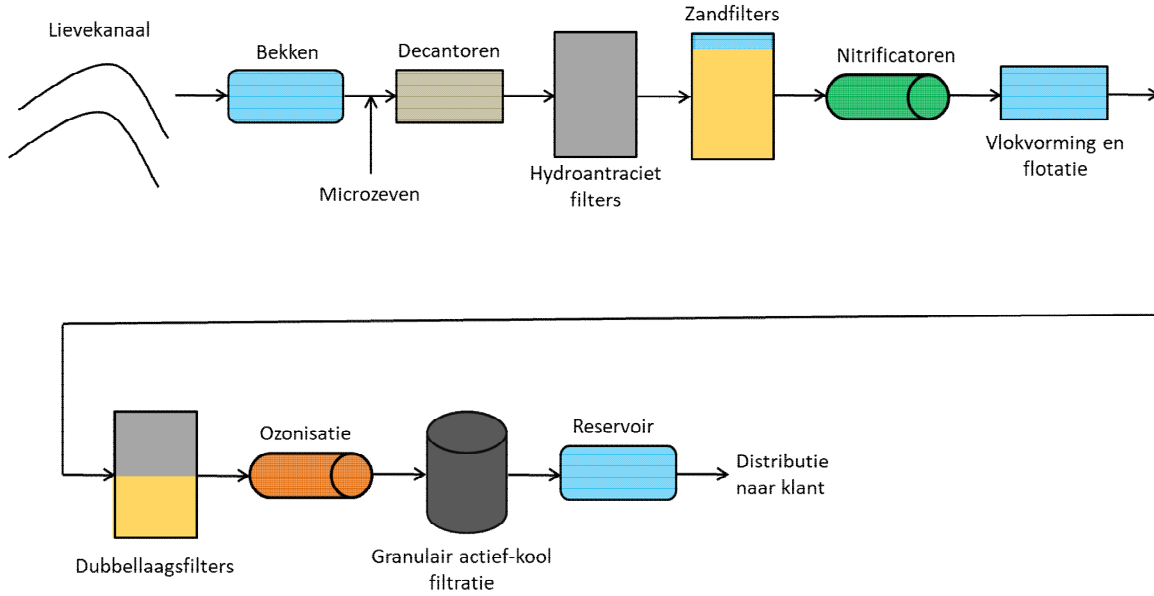 Lievekanaal
Bekken
Decantoren
Zandfilters
Nitrificatoren
Microzeven
Hydroantraciet
filters
Vlokvorming en
flotatie
Ozonisatie
Reservoir
Distributie
naar klant
Dubbellaagsfilters
Granulair actief-kool
filtratie